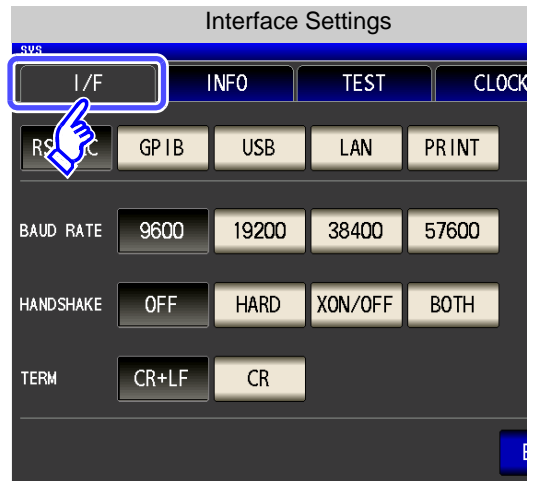 Interface Settings
SYS
I/F INFO TEST CLOCK
GPIB USB LAN PRINT
BAUD RATE 9600 19200 38400 57600
HANDSHAKE OFF HARD XON/OFF BOTH
TERM CR+LF CR